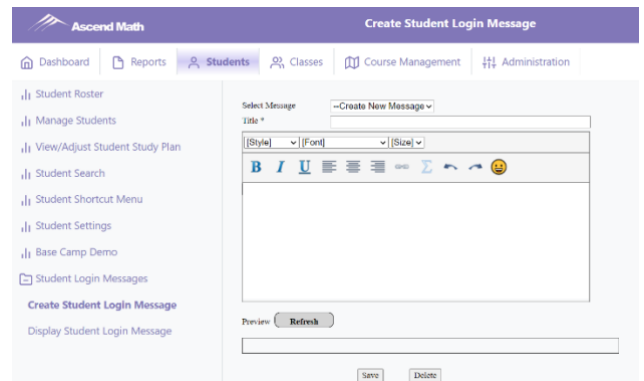 Ascend Math
Create Student Login Message
Dashboard Reports Students Classes Course Management Administration
Student Roster
Manage Students
View/Adjust Student Study Plan
Student Search
Student Shortcut Menu
Student Settings
Base Camp Demo
Student Login Messages
Create Student Login Message
Display Student Login Message
Select Message --Create New Message--
Title *
[Style] [Font] [Size]
B I U Σ
Preview Refresh
Save Delete